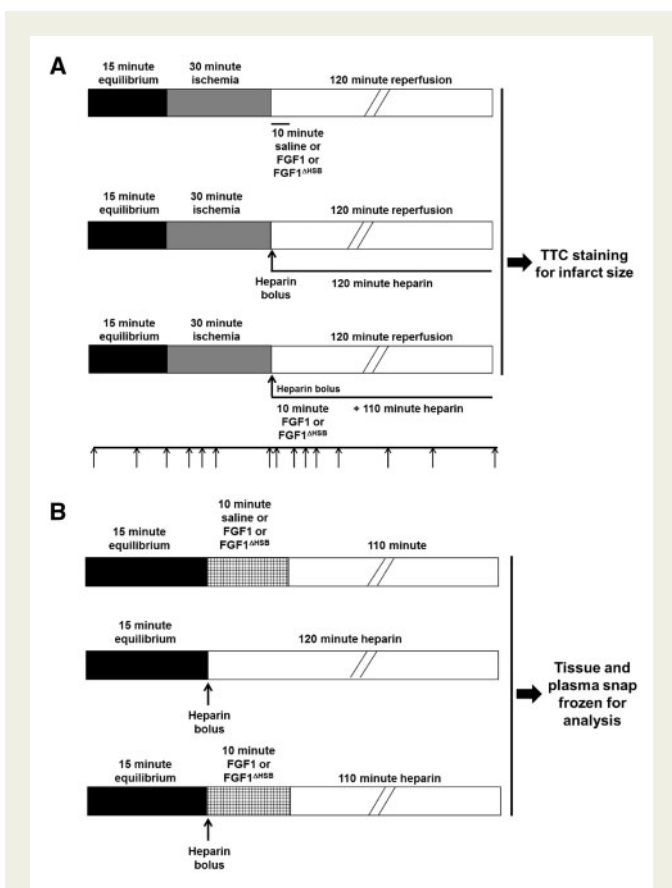 A
15 minute
equilibrium
30 minute
ischemia
120 minute reperfusion
10 minute
saline or
FGF1 or
FGF1ΔHSB
15 minute
equilibrium
30 minute
ischemia
120 minute reperfusion
Heparin
bolus
120 minute heparin
15 minute
equilibrium
30 minute
ischemia
120 minute reperfusion
Heparin bolus
10 minute
FGF1 or
FGF1ΔHSB
+ 110 minute heparin
TTC staining
for infarct size
B
15 minute
equilibrium
10 minute
saline or
FGF1 or
FGF1ΔHSB
110 minute
15 minute
equilibrium
120 minute heparin
Heparin
bolus
15 minute
equilibrium
10 minute
FGF1 or
FGF1ΔHSB
110 minute heparin
Heparin
bolus
Tissue and
plasma snap
frozen for
analysis